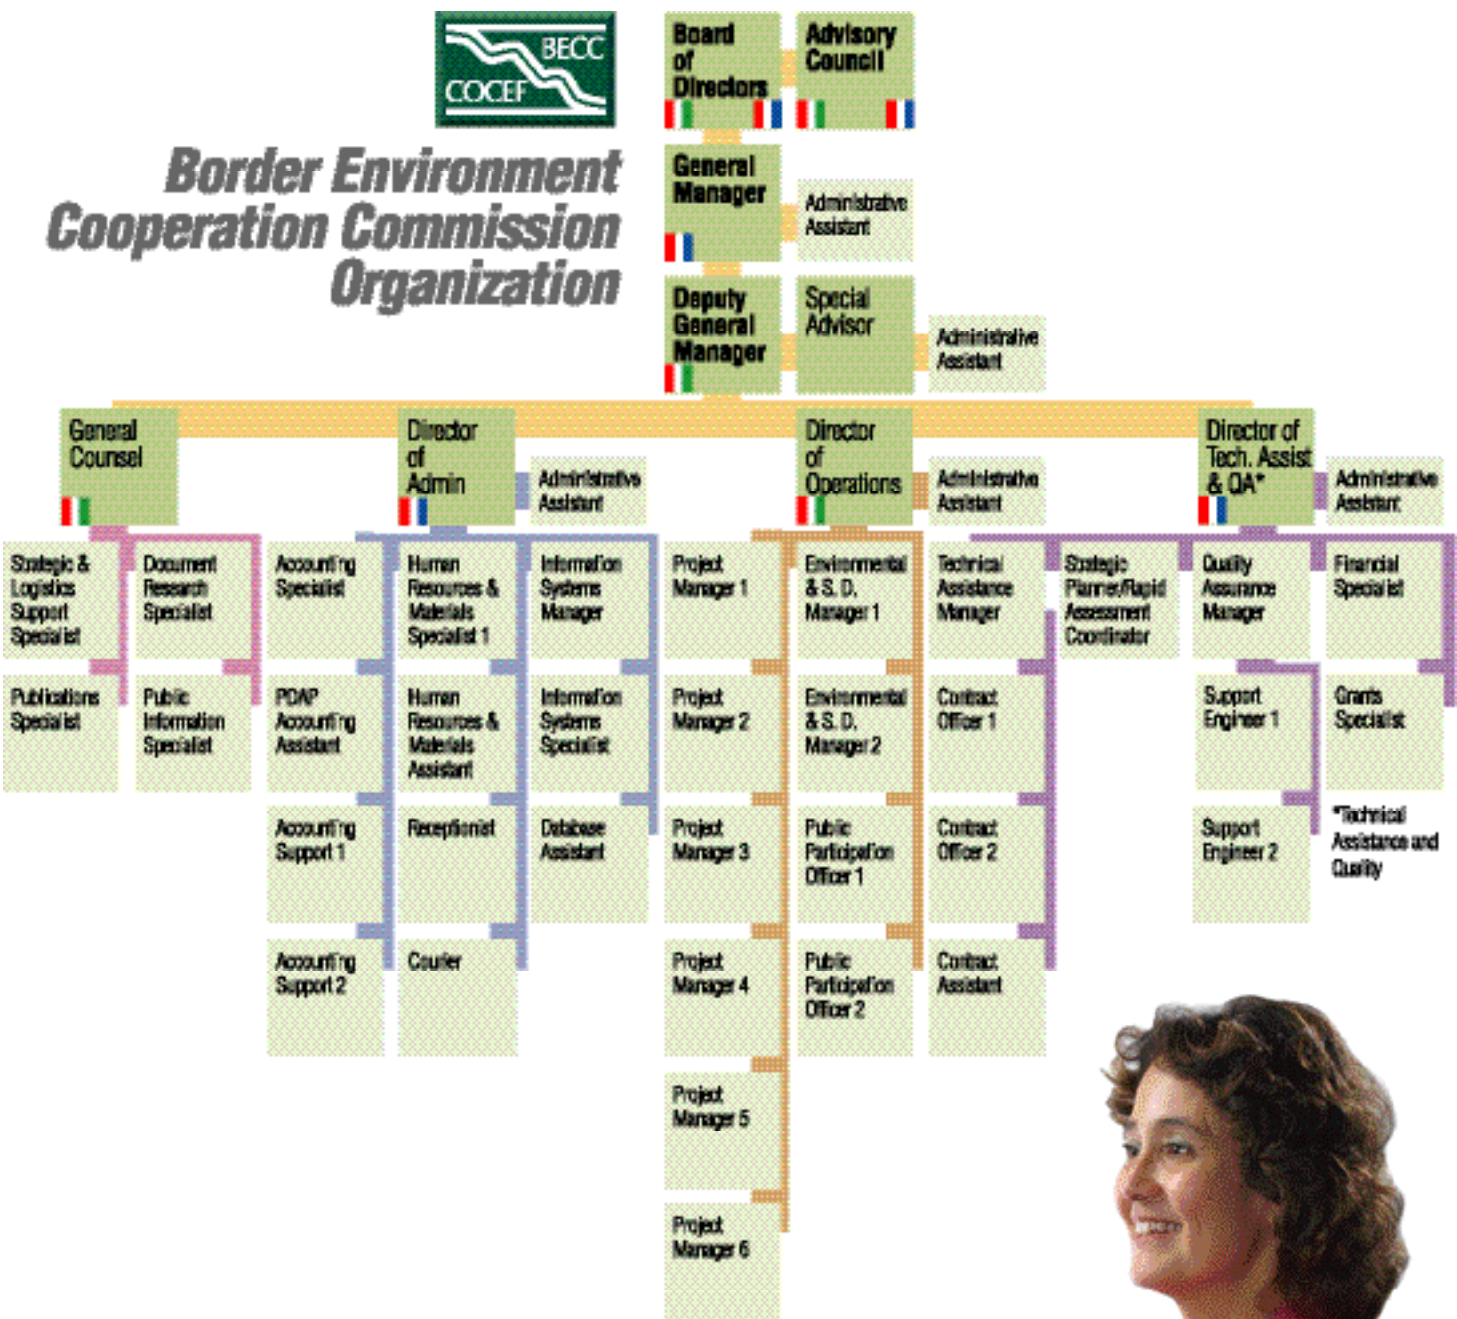 BECC
COCEF
Border Environment
Cooperation Commission
Organization
Board
of
Directors
Advisory
Council
General
Manager
Administrative
Assistant
Deputy
General
Manager
Special
Advisor
Administrative
Assistant
General
Counsel
Director
of
Admin
Administrative
Assistant
Director
of
Operations
Administrative
Assistant
Director of
Tech. Assist
& QA*
Administrative
Assistant
Strategic &
Logistics
Support
Specialist
Document
Research
Specialist
Accounting
Specialist
Human
Resources &
Materials
Specialist 1
Information
Systems
Manager
Project
Manager 1
Environmental
& S. D.
Manager 1
Technical
Assistance
Manager
Strategic
Planner/Rapid
Assessment
Coordinator
Quality
Assurance
Manager
Financial
Specialist
Publications
Specialist
Public
Information
Specialist
PDAP
Accounting
Assistant
Human
Resources &
Materials
Assistant
Information
Systems
Specialist
Project
Manager 2
Environmental
& S. D.
Manager 2
Contract
Officer 1
Support
Engineer 1
Grants
Specialist
Accounting
Support 1
Receptionist
Database
Assistant
Project
Manager 3
Public
Participation
Officer 1
Contract
Officer 2
Support
Engineer 2
*Technical
Assistance and
Quality
Accounting
Support 2
Courier
Project
Manager 4
Public
Participation
Officer 2
Contract
Assistant
Project
Manager 5
Project
Manager 6